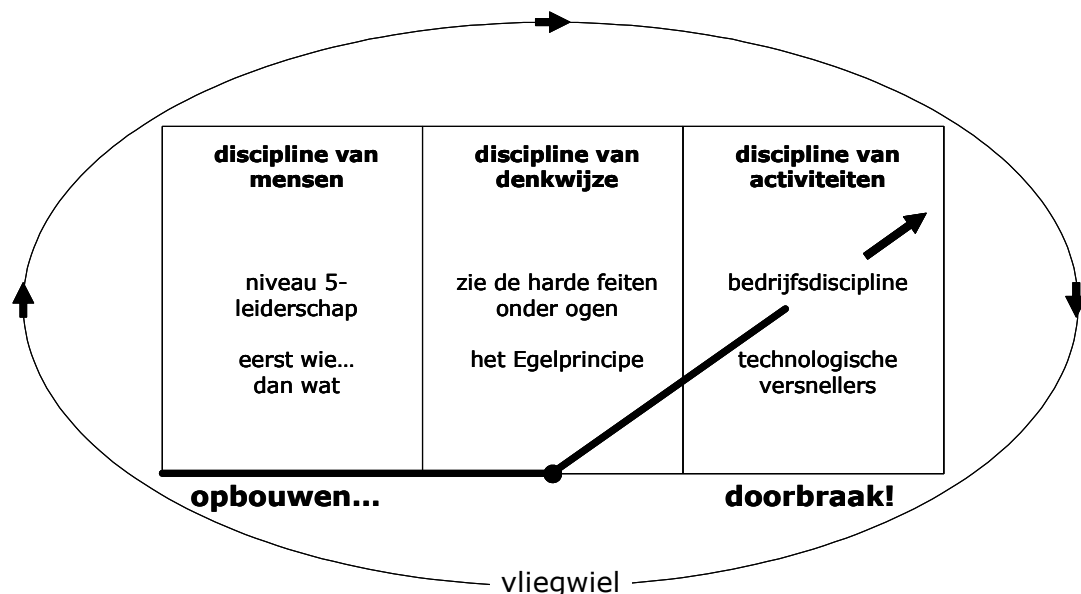 discipline van
mensen
niveau 5-
leiderschap
eerst wie...
dan wat
discipline van
denkwijze
zie de harde feiten
onder ogen
het Egelprincipe
discipline van
activiteiten
bedrijfsdiscipline
technologische
versnellers
opbouwen...
doorbraak!
vliegwiel